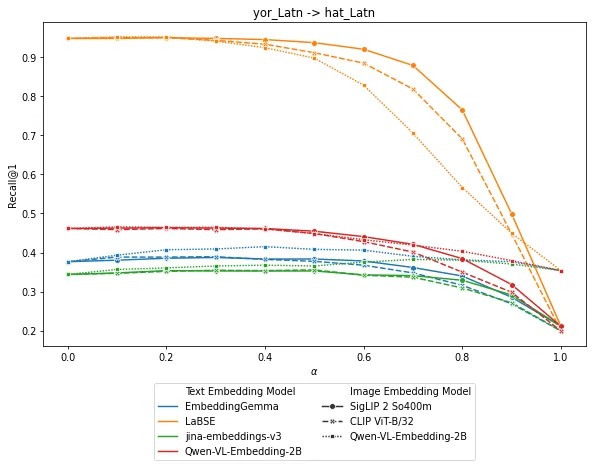 yor_Latn -> hat_Latn
Recall@1
0.9
0.8
0.7
0.6
0.5
0.4
0.3
0.2
0.0
0.2
0.4
0.6
0.8
1.0
α
Text Embedding Model
EmbeddingGemma
LaBSE
jina-embeddings-v3
Qwen-VL-Embedding-2B
Image Embedding Model
SigLIP 2 So400m
CLIP ViT-B/32
Qwen-VL-Embedding-2B